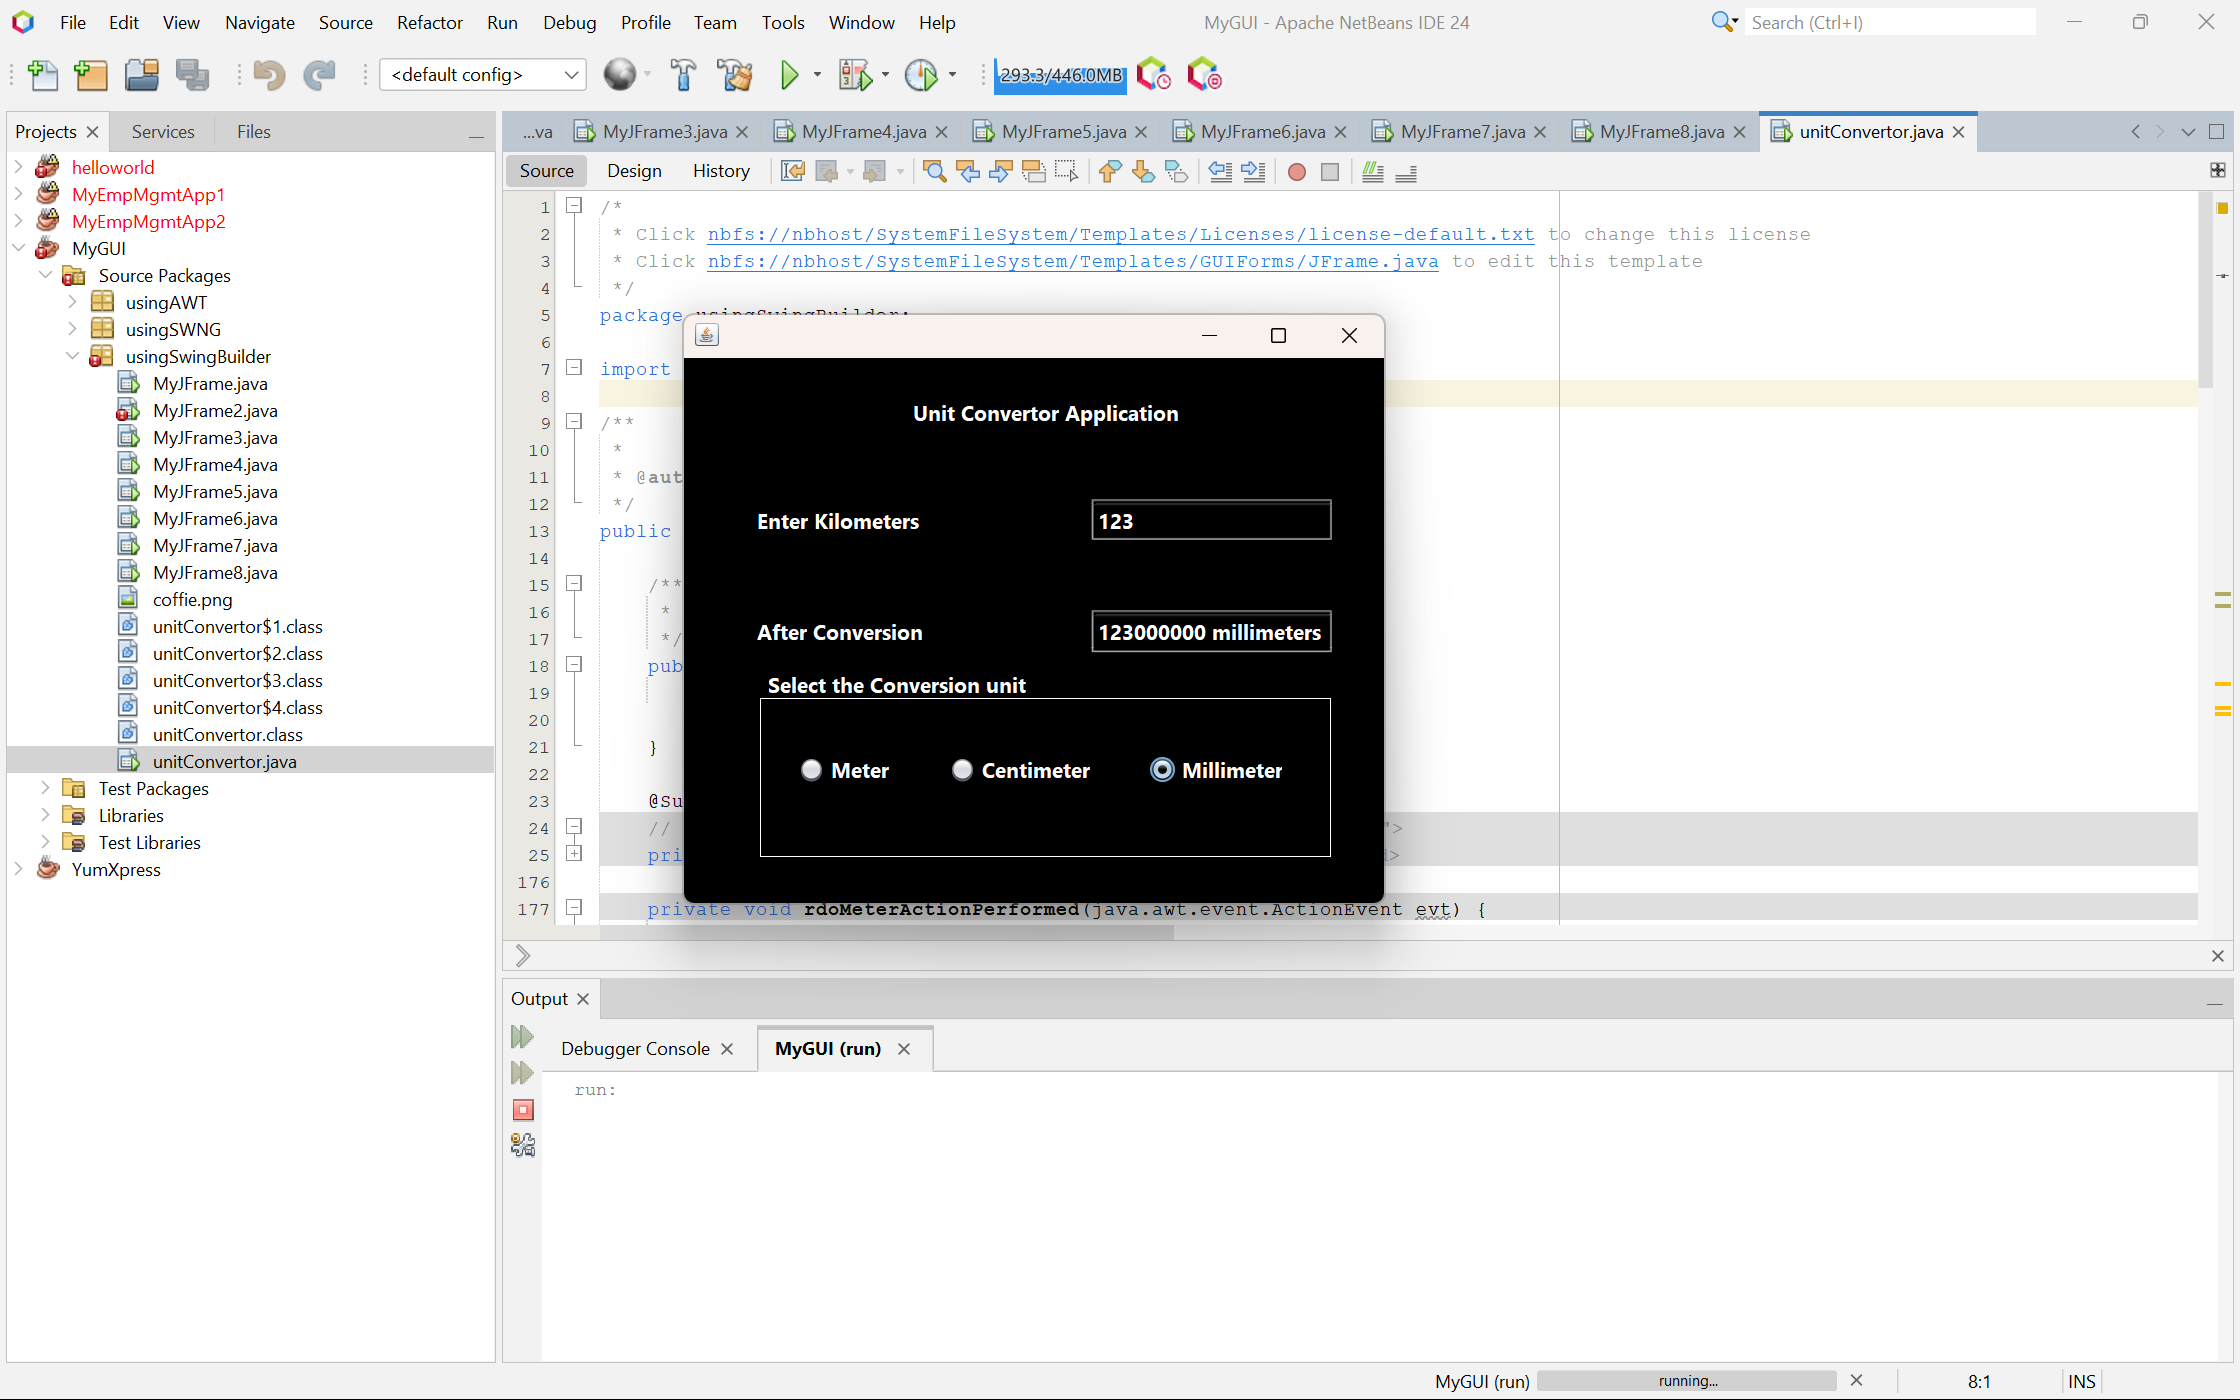 File Edit View Navigate Source Refactor Run Debug Profile Team Tools Window Help
MyGUI - Apache NetBeans IDE 24
Search (Ctrl+I)
<default config>
293.3/446.0MB
Projects Services Files
helloworld
MyEmpMgmtApp1
MyEmpMgmtApp2
MyGUI
Source Packages
usingAWT
usingSWNG
usingSwingBuilder
MyJFrame.java
MyJFrame2.java
MyJFrame3.java
MyJFrame4.java
MyJFrame5.java
MyJFrame6.java
MyJFrame7.java
MyJFrame8.java
coffie.png
unitConvertor$1.class
unitConvertor$2.class
unitConvertor$3.class
unitConvertor$4.class
unitConvertor.class
unitConvertor.java
Test Packages
Libraries
Test Libraries
YumXpress
...va MyJFrame3.java MyJFrame4.java MyJFrame5.java MyJFrame6.java MyJFrame7.java MyJFrame8.java unitConvertor.java
Source Design History
1 /*
2 * Click nbfs://nbhost/SystemFileSystem/Templates/Licenses/license-default.txt to change this license
3 * Click nbfs://nbhost/SystemFileSystem/Templates/GUIForms/JFrame.java to edit this template
4 */
5 package usingSwingBuilder;
6
7 import
8
9 /**
10 *
11 * @aut
12 */
13 public
14
15 /**
16 *
17 */
18 pub
19
20
21 }
22
23 @Su
24 // ">
25 pri >
176
177 private void rdoMeterActionPerformed(java.awt.event.ActionEvent evt) {
Unit Convertor Application
Enter Kilometers 123
After Conversion 123000000 millimeters
Select the Conversion unit
Meter Centimeter Millimeter
Output
Debugger Console MyGUI (run)
run:
MyGUI (run) running... 8:1 INS